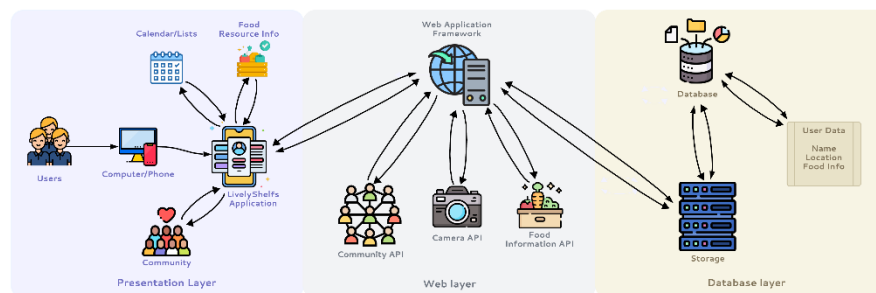 Calendar/Lists
Food
Resource Info
Users
Computer/Phone
LivelyShelfs
Application
Community
Presentation Layer
Web Application
Framework
Community API
Camera API
Food
Information API
Web layer
Database
User Data
Name
Location
Food Info
Storage
Database layer